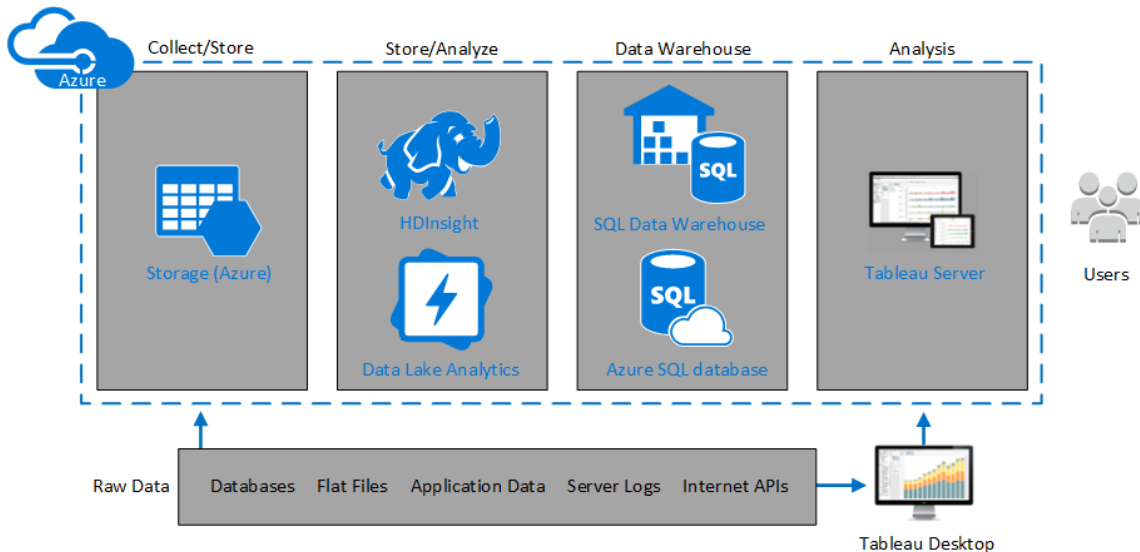 Collect/Store
Store/Analyze
Data Warehouse
Analysis
Azure
SQL
HDInsight
SQL Data Warehouse
Storage (Azure)
Tableau Server
Users
SQL
Data Lake Analytics
Azure SQL database
Raw Data
Databases
Flat Files
Application Data
Server Logs
Internet APIs
Tableau Desktop